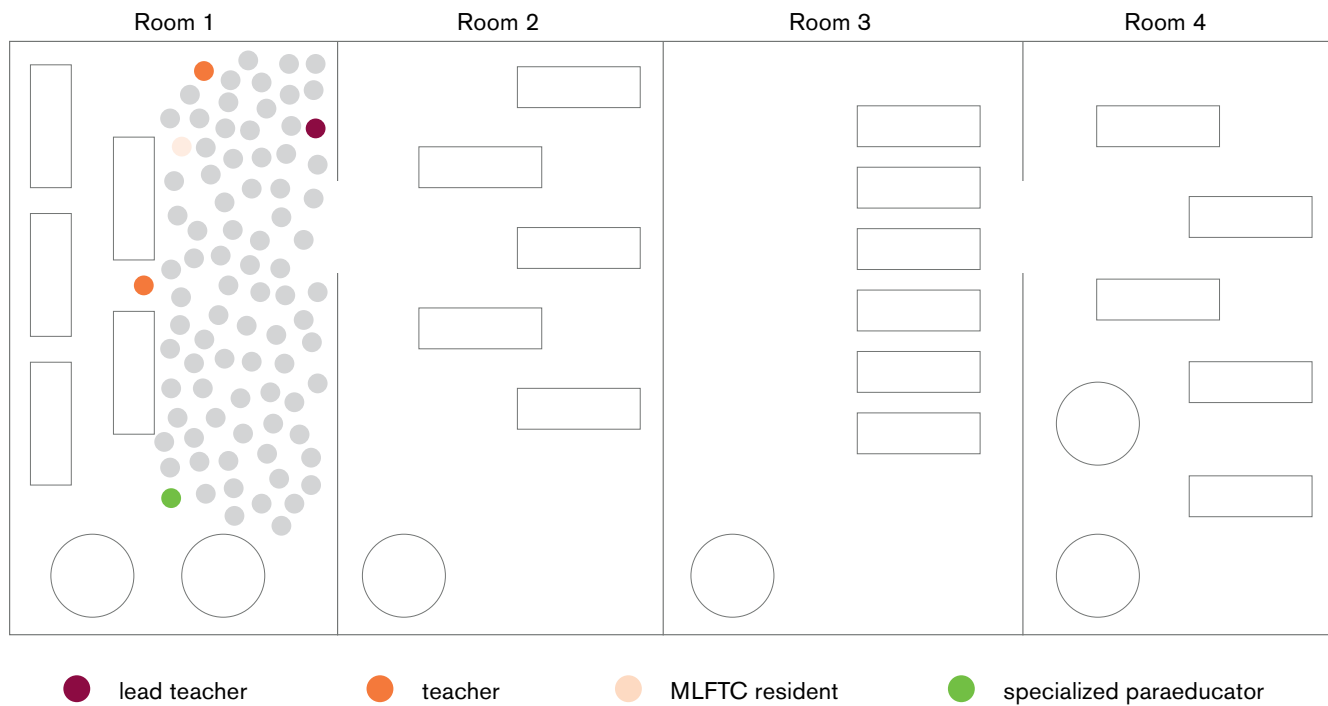 Room 1 Room 2 Room 3 Room 4
lead teacher teacher MLFTC resident specialized paraeducator